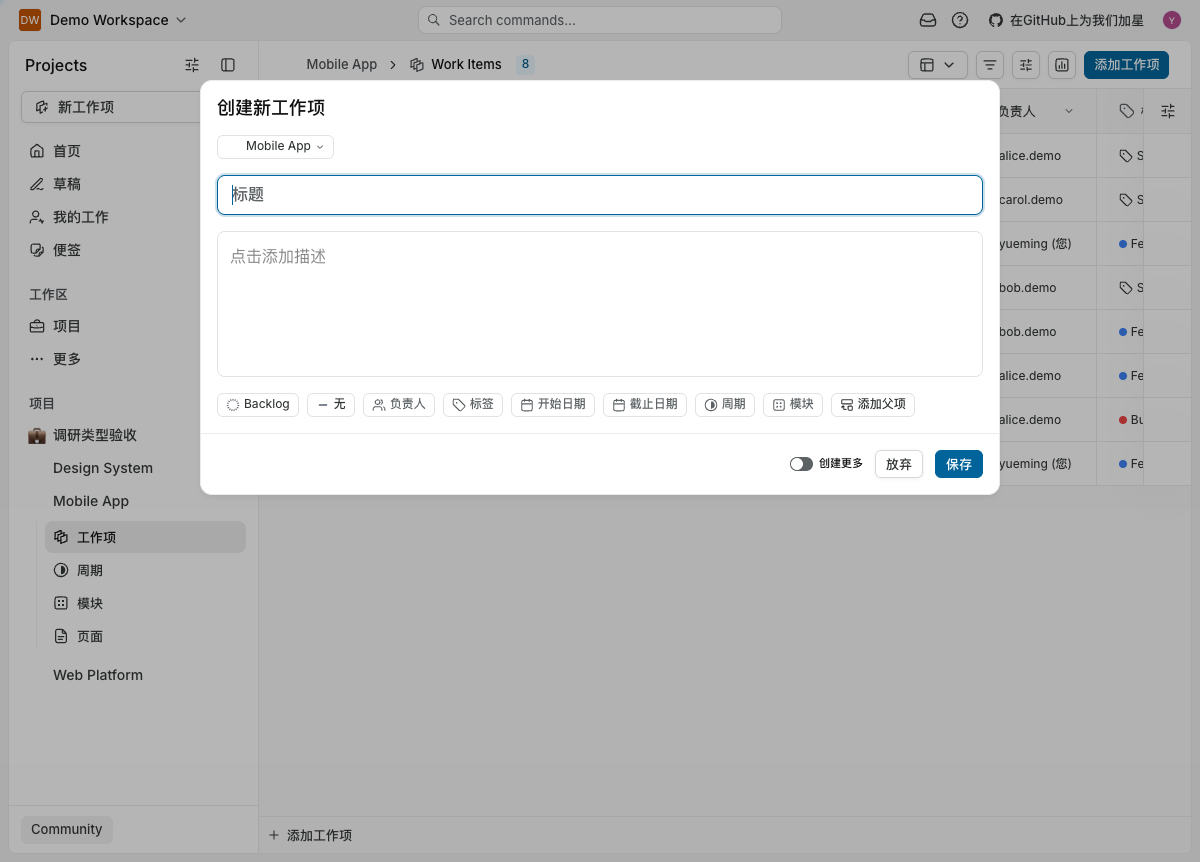 DW Demo Workspace
Search commands...
在GitHub上为我们加星
Y
Projects
Mobile App
Work Items
8
添加工作项
新工作项
首页
草稿
我的工作
便签
工作区
项目
更多
项目
调研类型验收
Design System
Mobile App
工作项
周期
模块
页面
Web Platform
Community
负责人
alice.demo
S
carol.demo
S
yueming (您)
Fe
bob.demo
S
bob.demo
Fe
alice.demo
Fe
alice.demo
Bu
yueming (您)
Fe
创建新工作项
Mobile App
标题
点击添加描述
Backlog
无
负责人
标签
开始日期
截止日期
周期
模块
添加父项
创建更多
放弃
保存
添加工作项